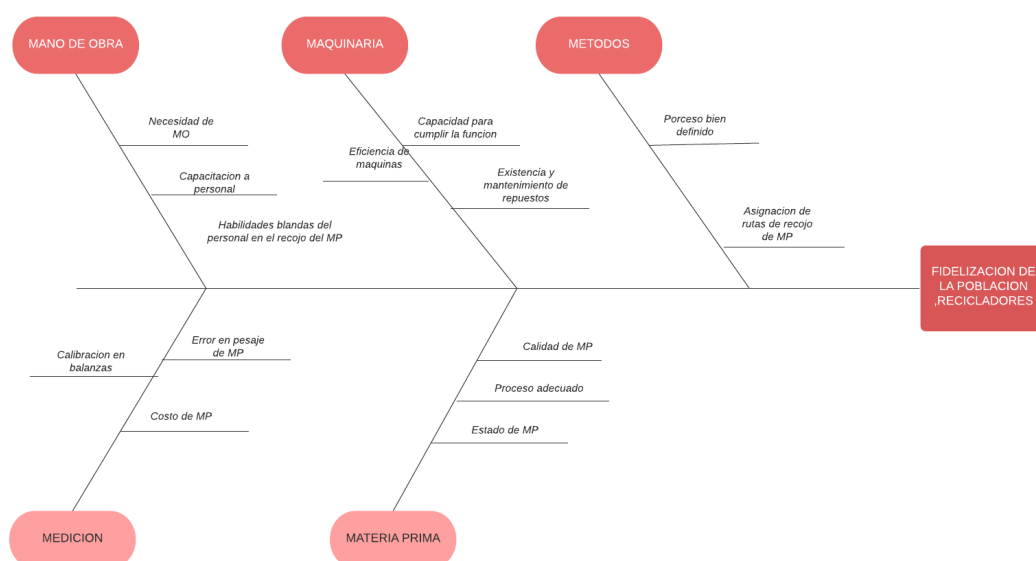 MANO DE OBRA
MAQUINARIA
METODOS
Necesidad de
MO
Capacitacion a
personal
Habilidades blandas del
personal en el recojo del MP
Capacidad para
cumplir la funcion
Eficiencia de
maquinas
Existencia y
mantenimiento de
repuestos
Porceso bien
definido
Asignacion de
rutas de recojo
de MP
FIDELIZACION DE
LA POBLACION
,RECICLADORES
Error en pesaje
de MP
Calibracion en
balanzas
Costo de MP
Calidad de MP
Proceso adecuado
Estado de MP
MEDICION
MATERIA PRIMA